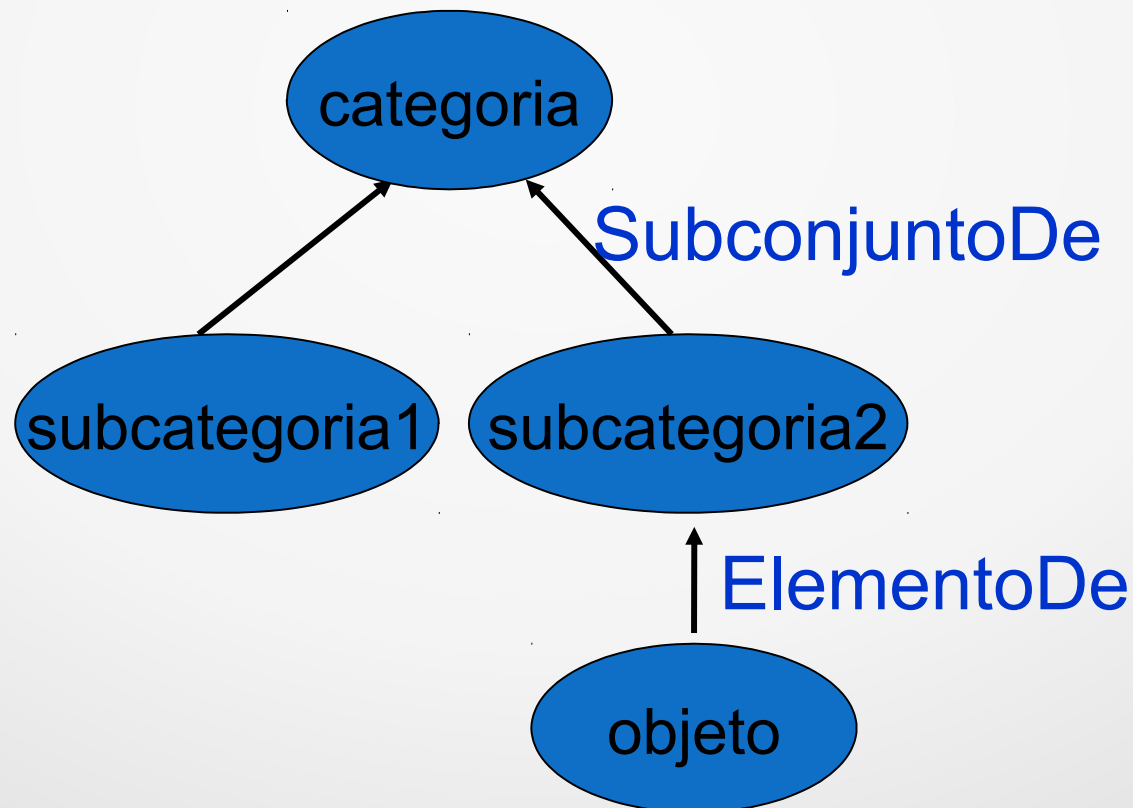 categoria
SubconjuntoDe
subcategoria1
subcategoria2
ElementoDe
objeto